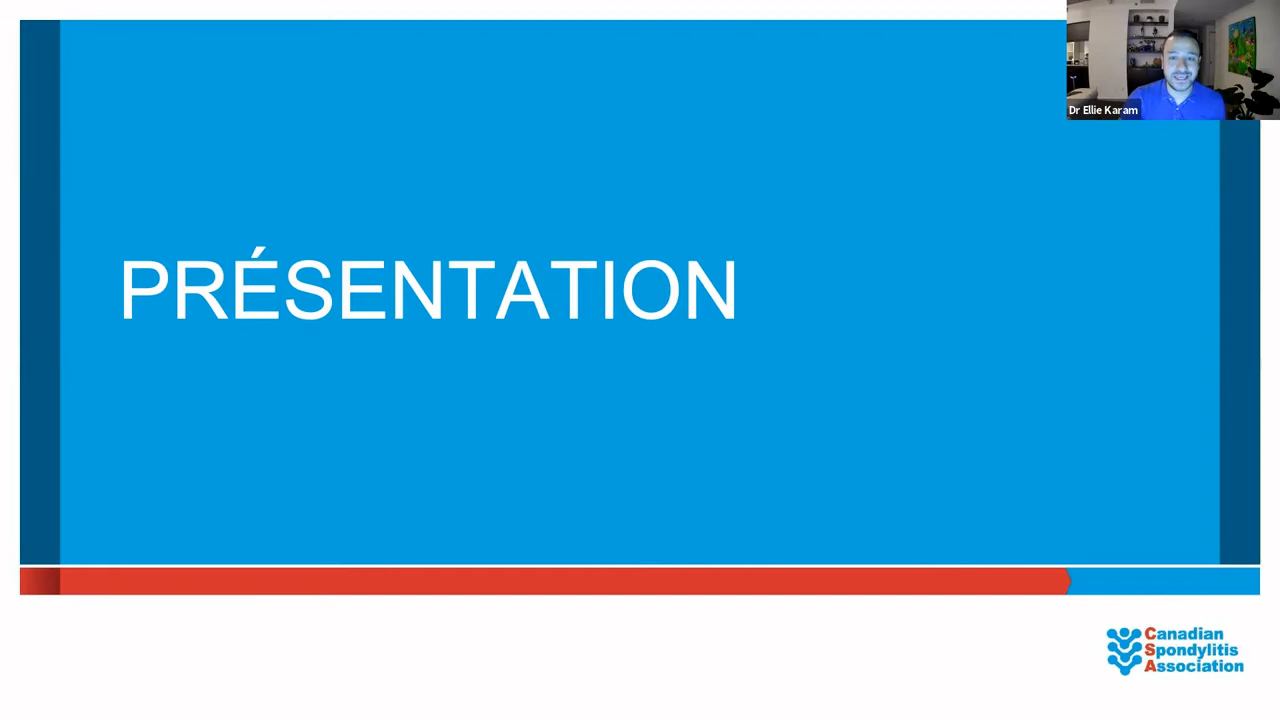 Dr Ellie Karam
PRÉSENTATION
Canadian
Spondylitis
Association